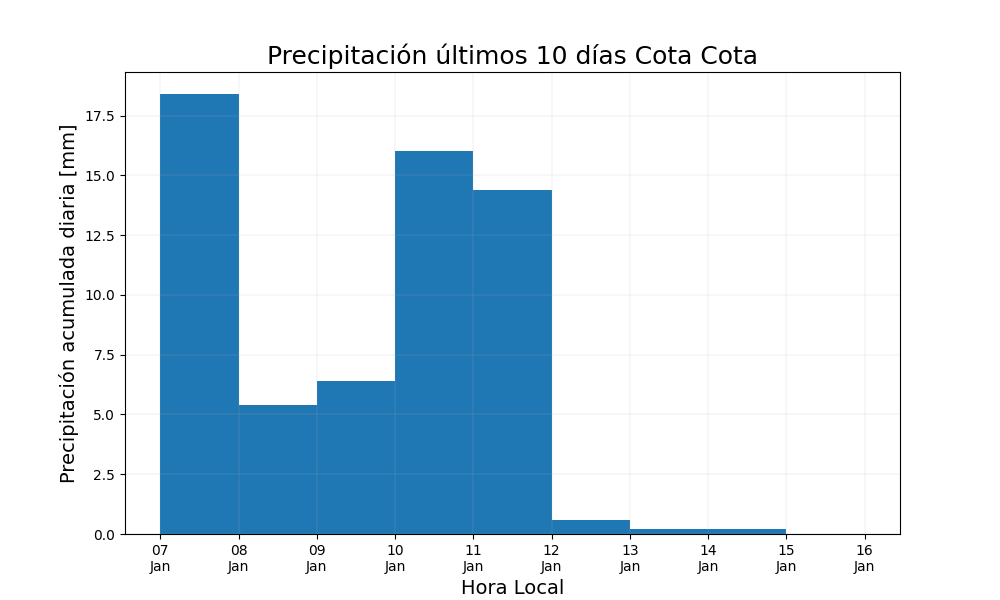 Precipitación últimos 10 días Cota Cota
Precipitación acumulada diaria [mm]
17.5
15.0
12.5
10.0
7.5
5.0
2.5
0.0
07 08 09 10 11 12 13 14 15 16
Jan Jan Jan Jan Jan Jan Jan Jan Jan Jan
Hora Local